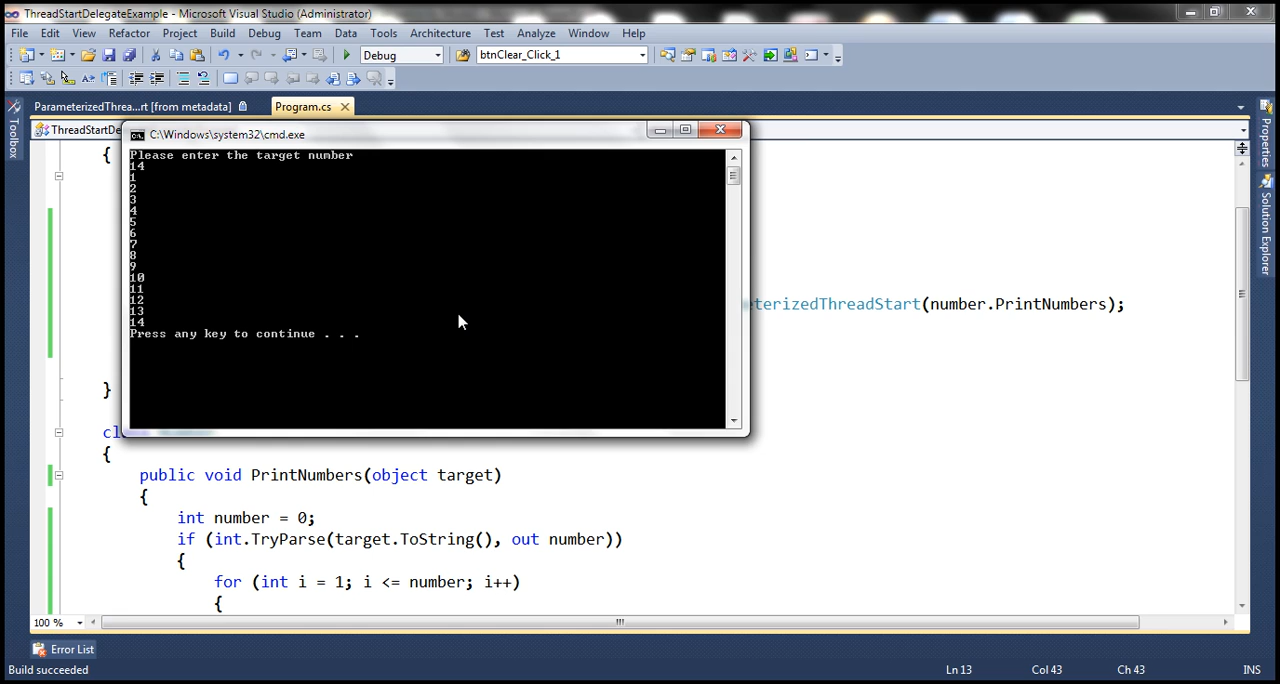 ThreadStartDelegateExample - Microsoft Visual Studio (Administrator)
File Edit View Refactor Project Build Debug Team Data Tools Architecture Test Analyze Window Help
Debug btnClear_Click_1
ParameterizedThrea...rt [from metadata] Program.cs
Toolbox
ThreadStartDe
C:\Windows\system32\cmd.exe
Please enter the target number
14
1
2
3
4
5
6
7
8
9
10
11
12
13
14
Press any key to continue . . .
{
eterizedThreadStart(number.PrintNumbers);
}
cl
{
public void PrintNumbers(object target)
{
int number = 0;
if (int.TryParse(target.ToString(), out number))
{
for (int i = 1; i <= number; i++)
{
Properties
Solution Explorer
100 %
Error List
Build succeeded Ln 13 Col 43 Ch 43 INS